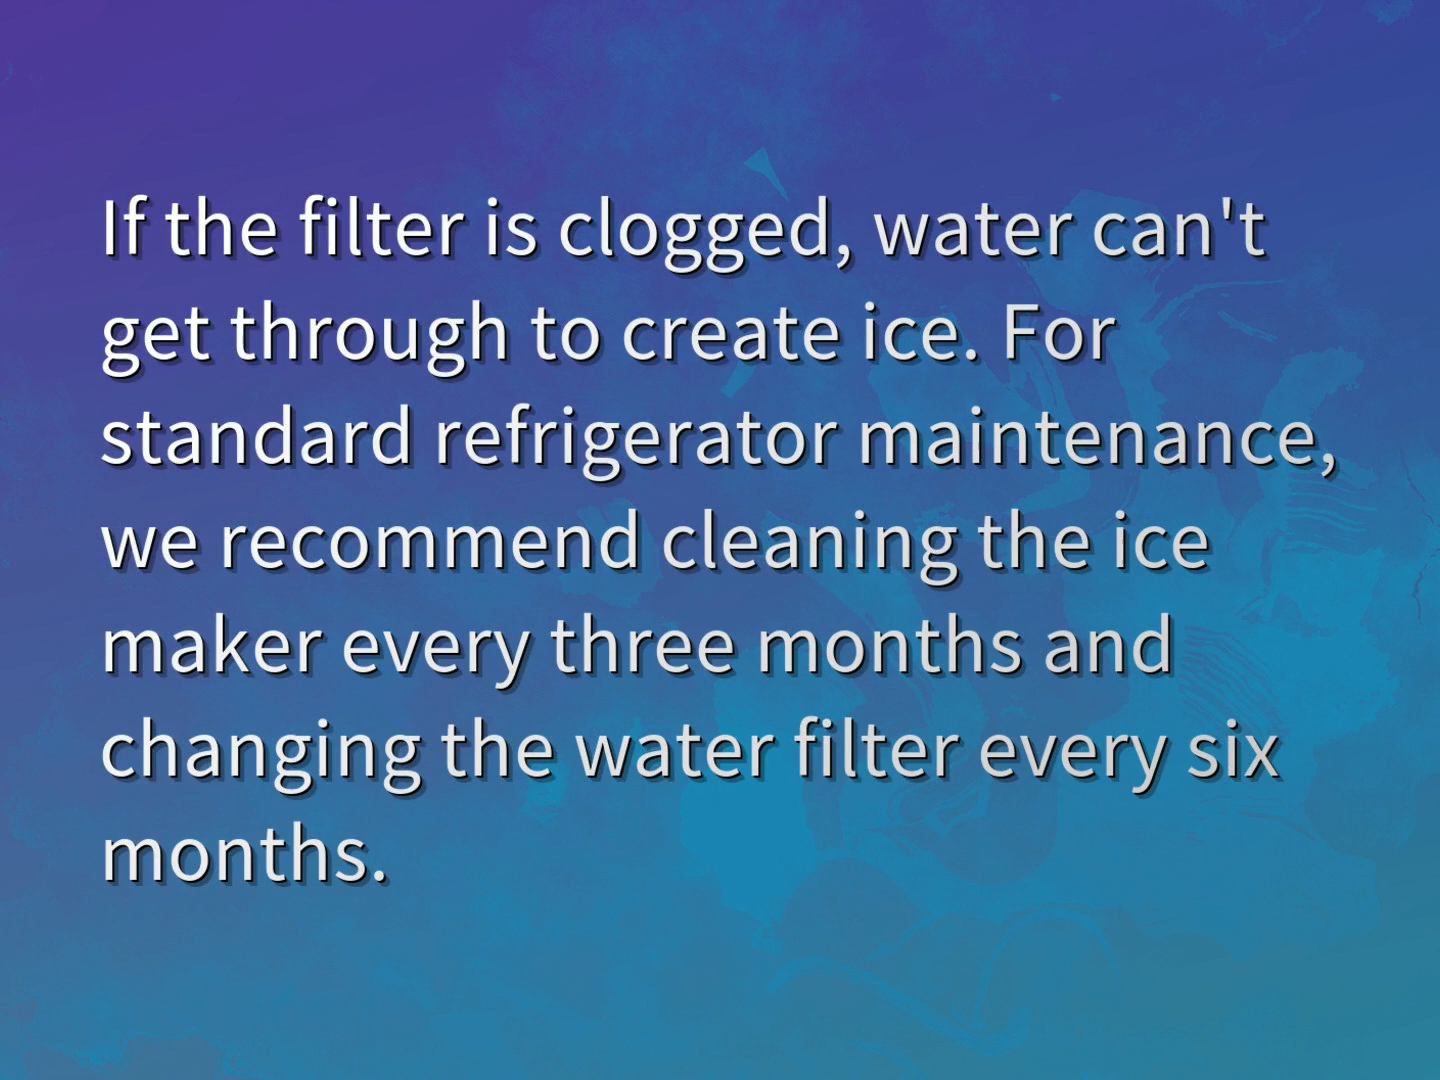 If the filter is clogged, water can't
get through to create ice. For
standard refrigerator maintenance,
we recommend cleaning the ice
maker every three months and
changing the water filter every six
months.